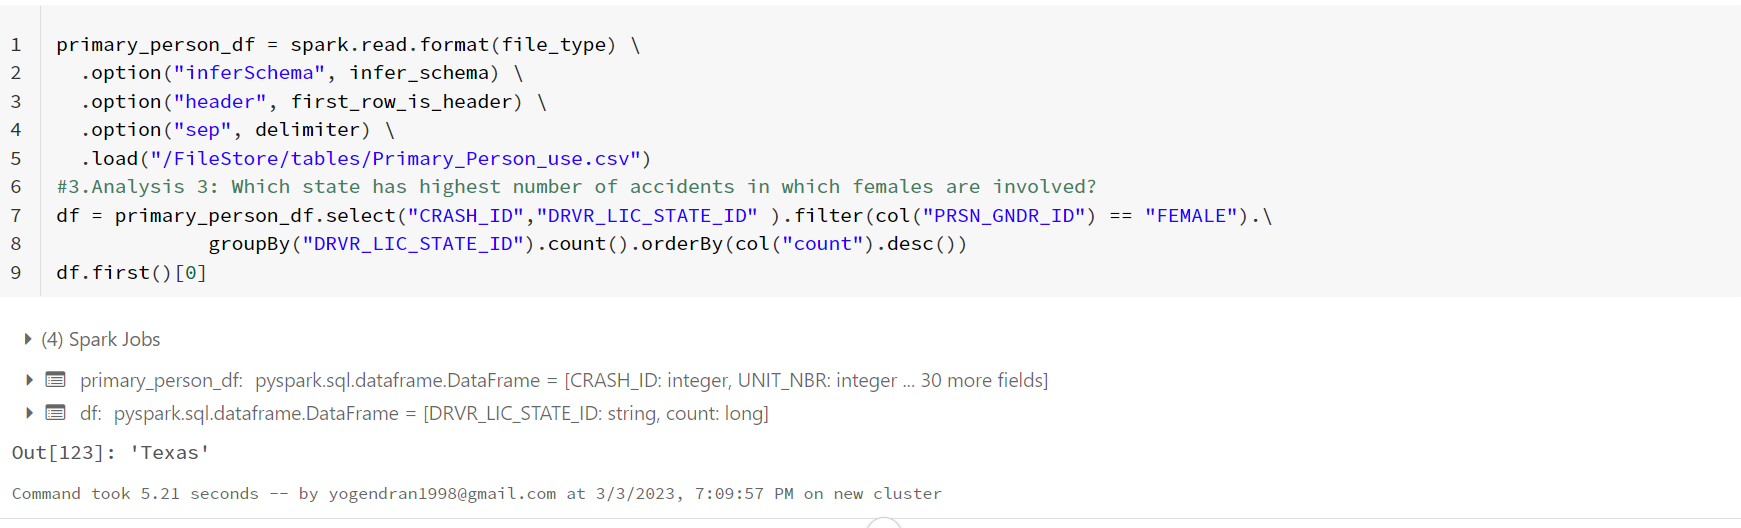 1 primary_person_df = spark.read.format(file_type) \
2   .option("inferSchema", infer_schema) \
3   .option("header", first_row_is_header) \
4   .option("sep", delimiter) \
5   .load("/FileStore/tables/Primary_Person_use.csv")
6 #3.Analysis 3: Which state has highest number of accidents in which females are involved?
7 df = primary_person_df.select("CRASH_ID","DRVR_LIC_STATE_ID" ).filter(col("PRSN_GNDR_ID") == "FEMALE").\
8              groupBy("DRVR_LIC_STATE_ID").count().orderBy(col("count").desc())
9 df.first()[0]
(4) Spark Jobs
primary_person_df: pyspark.sql.dataframe.DataFrame = [CRASH_ID: integer, UNIT_NBR: integer ... 30 more fields]
df: pyspark.sql.dataframe.DataFrame = [DRVR_LIC_STATE_ID: string, count: long]
Out[123]: 'Texas'
Command took 5.21 seconds -- by yogendran1998@gmail.com at 3/3/2023, 7:09:57 PM on new cluster